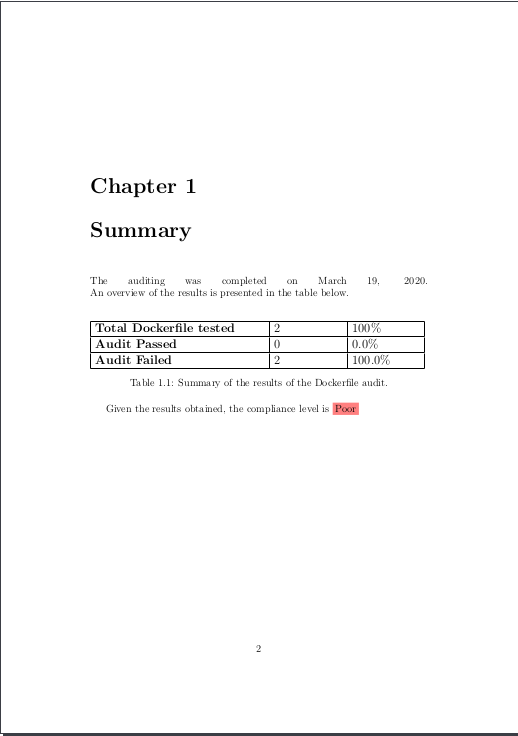 Chapter 1
Summary
The auditing was completed on March 19, 2020.
An overview of the results is presented in the table below.
Total Dockerfile tested 2 100%
Audit Passed 0 0.0%
Audit Failed 2 100.0%
Table 1.1: Summary of the results of the Dockerfile audit.
Given the results obtained, the compliance level is Poor
2